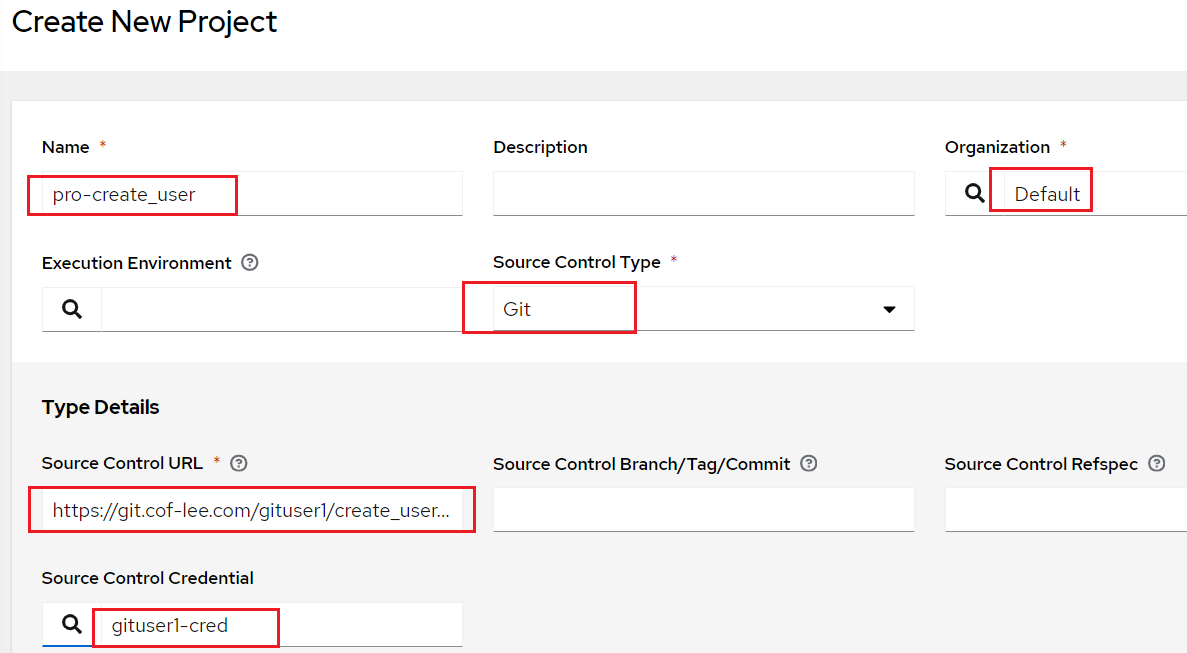 Create New Project
Name * Description Organization *
pro-create_user Default
Execution Environment ? Source Control Type *
Git
Type Details
Source Control URL * ? Source Control Branch/Tag/Commit ? Source Control Refspec ?
https://git.cof-lee.com/gituser1/create_user...
Source Control Credential
gituser1-cred